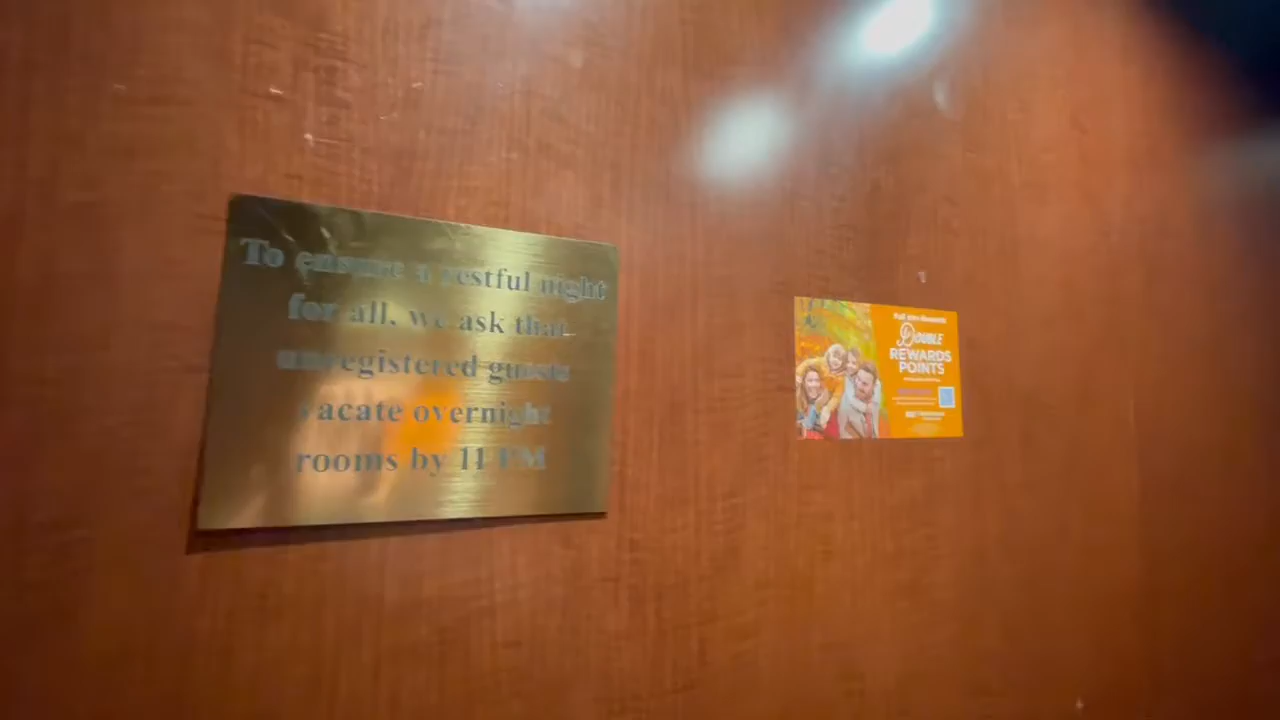 To ensure a restful night
for all, we ask that
unregistered guests
vacate overnight
rooms by 11 PM
DOUBLE
REWARDS
POINTS